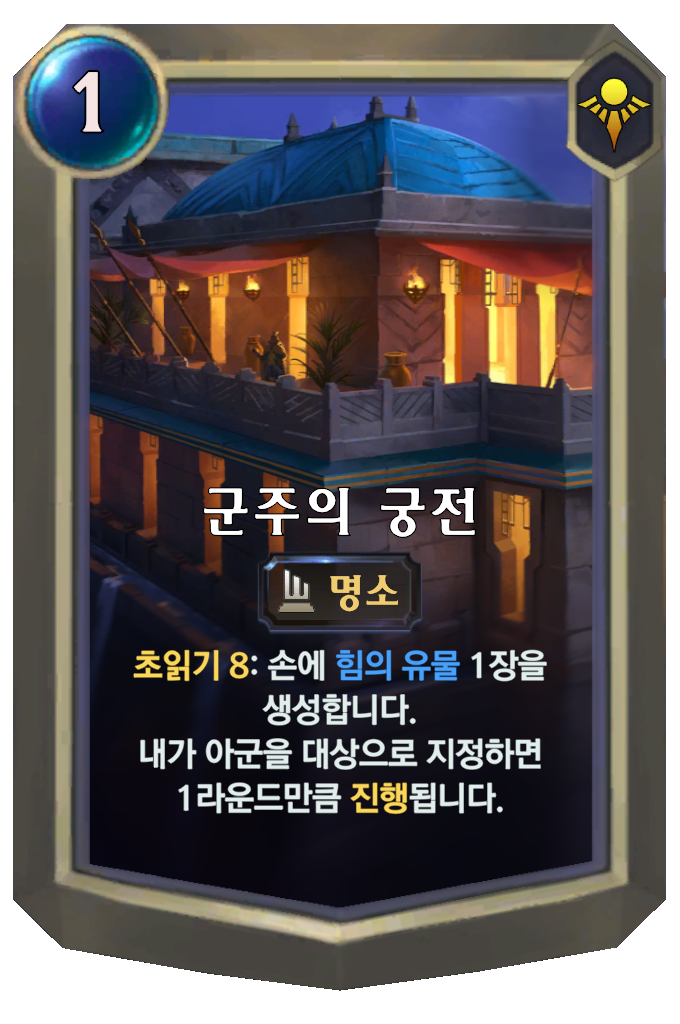 1
군주의 궁전
명소
초읽기 8: 손에 힘의 유물 1장을
생성합니다.
내가 아군을 대상으로 지정하면
1라운드만큼 진행됩니다.